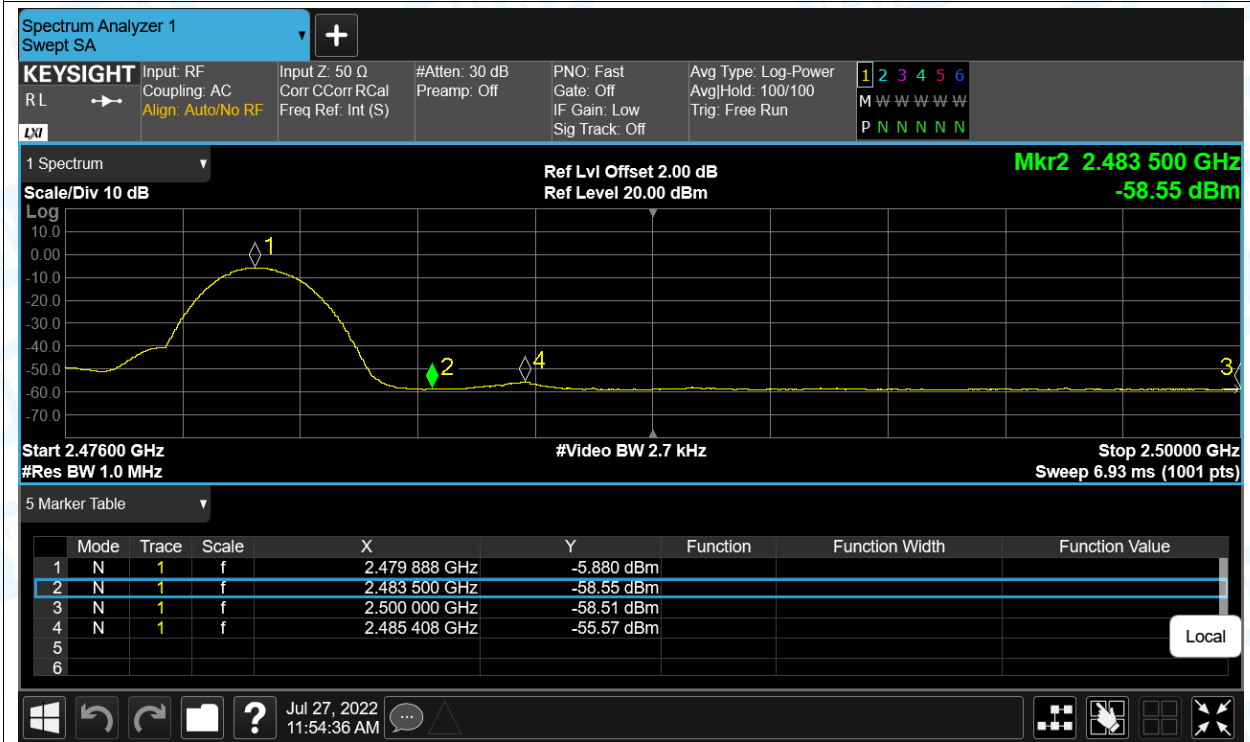 Spectrum Analyzer 1
Swept SA
+
KEYSIGHT
RL
LXI
Input: RF
Coupling: AC
Align: Auto/No RF
Input Z: 50 Ω
Corr CCorr RCal
Freq Ref: Int (S)
#Atten: 30 dB
Preamp: Off
PNO: Fast
Gate: Off
IF Gain: Low
Sig Track: Off
Avg Type: Log-Power
Avg|Hold: 100/100
Trig: Free Run
1 2 3 4 5 6
M W W W W W W
P N N N N N N
1 Spectrum
Scale/Div 10 dB
Ref Lvl Offset 2.00 dB
Ref Level 20.00 dBm
Mkr2 2.483 500 GHz
-58.55 dBm
Log
10.0
0.00
-10.0
-20.0
-30.0
-40.0
-50.0
-60.0
-70.0
1
2
4
3
Start 2.47600 GHz
#Res BW 1.0 MHz
#Video BW 2.7 kHz
Stop 2.50000 GHz
Sweep 6.93 ms (1001 pts)
5 Marker Table
Mode Trace Scale X Y Function Function Width Function Value
1 N 1 f 2.479 888 GHz -5.880 dBm
2 N 1 f 2.483 500 GHz -58.55 dBm
3 N 1 f 2.500 000 GHz -58.51 dBm
4 N 1 f 2.485 408 GHz -55.57 dBm
5
6
Local
?
Jul 27, 2022
11:54:36 AM